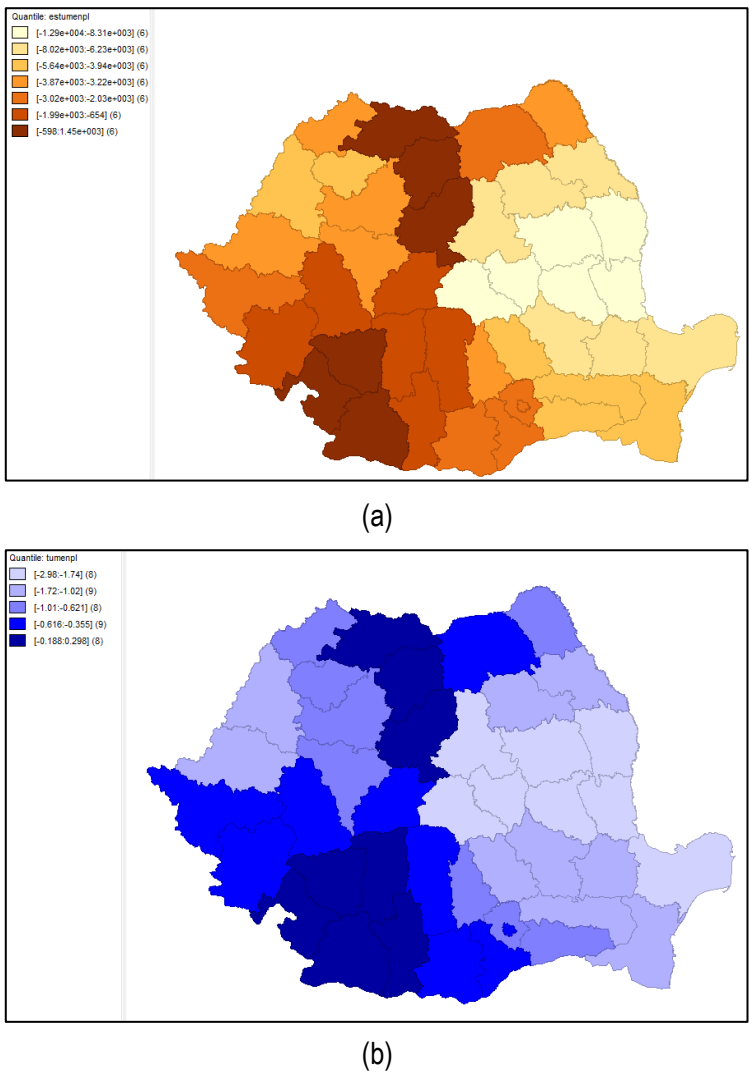 Quantile: estumenpl
[-1.29e+004:-8.31e+003] (6)
[-8.02e+003:-6.23e+003] (6)
[-5.64e+003:-3.94e+003] (6)
[-3.87e+003:-3.22e+003] (6)
[-3.02e+003:-2.03e+003] (6)
[-1.99e+003:-654] (6)
[-598:1.45e+003] (6)
(a)
Quantile: tumenpl
[-2.98:-1.74] (8)
[-1.72:-1.02] (9)
[-1.01:-0.621] (8)
[-0.616:-0.355] (9)
[-0.188:0.298] (8)
(b)